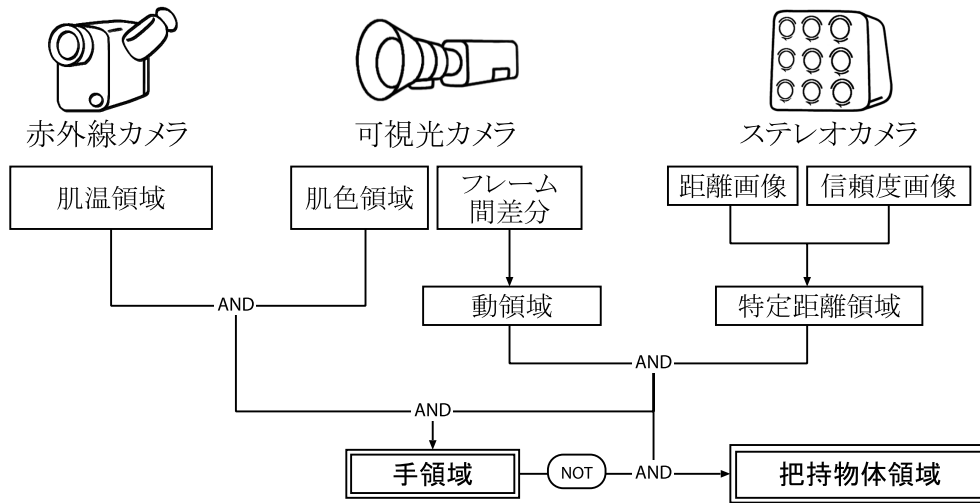 赤外線カメラ
可視光カメラ
ステレオカメラ
肌温領域
肌色領域
フレーム
間差分
距離画像
信頼度画像
AND
動領域
特定距離領域
AND
AND
手領域
NOT
AND
把持物体領域